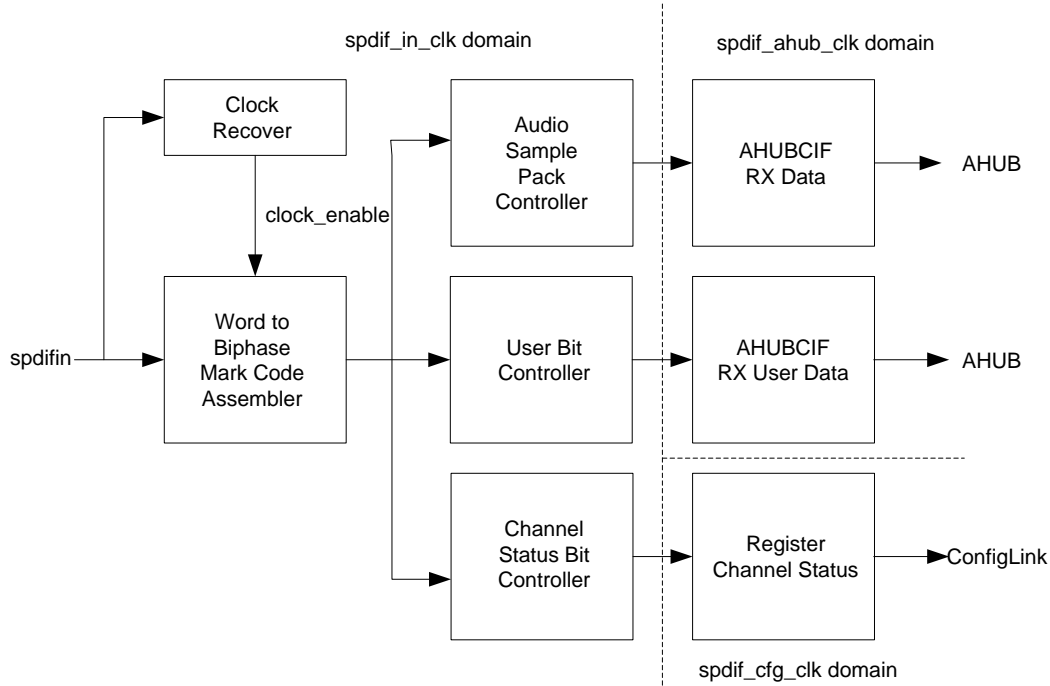 spdif_in_clk domain
spdif_ahub_clk domain
Clock
Recover
Audio
Sample
Pack
Controller
AHUBCIF
RX Data
AHUB
clock_enable
spdifin
Word to
Biphase
Mark Code
Assembler
User Bit
Controller
AHUBCIF
RX User Data
AHUB
Channel
Status Bit
Controller
Register
Channel Status
ConfigLink
spdif_cfg_clk domain